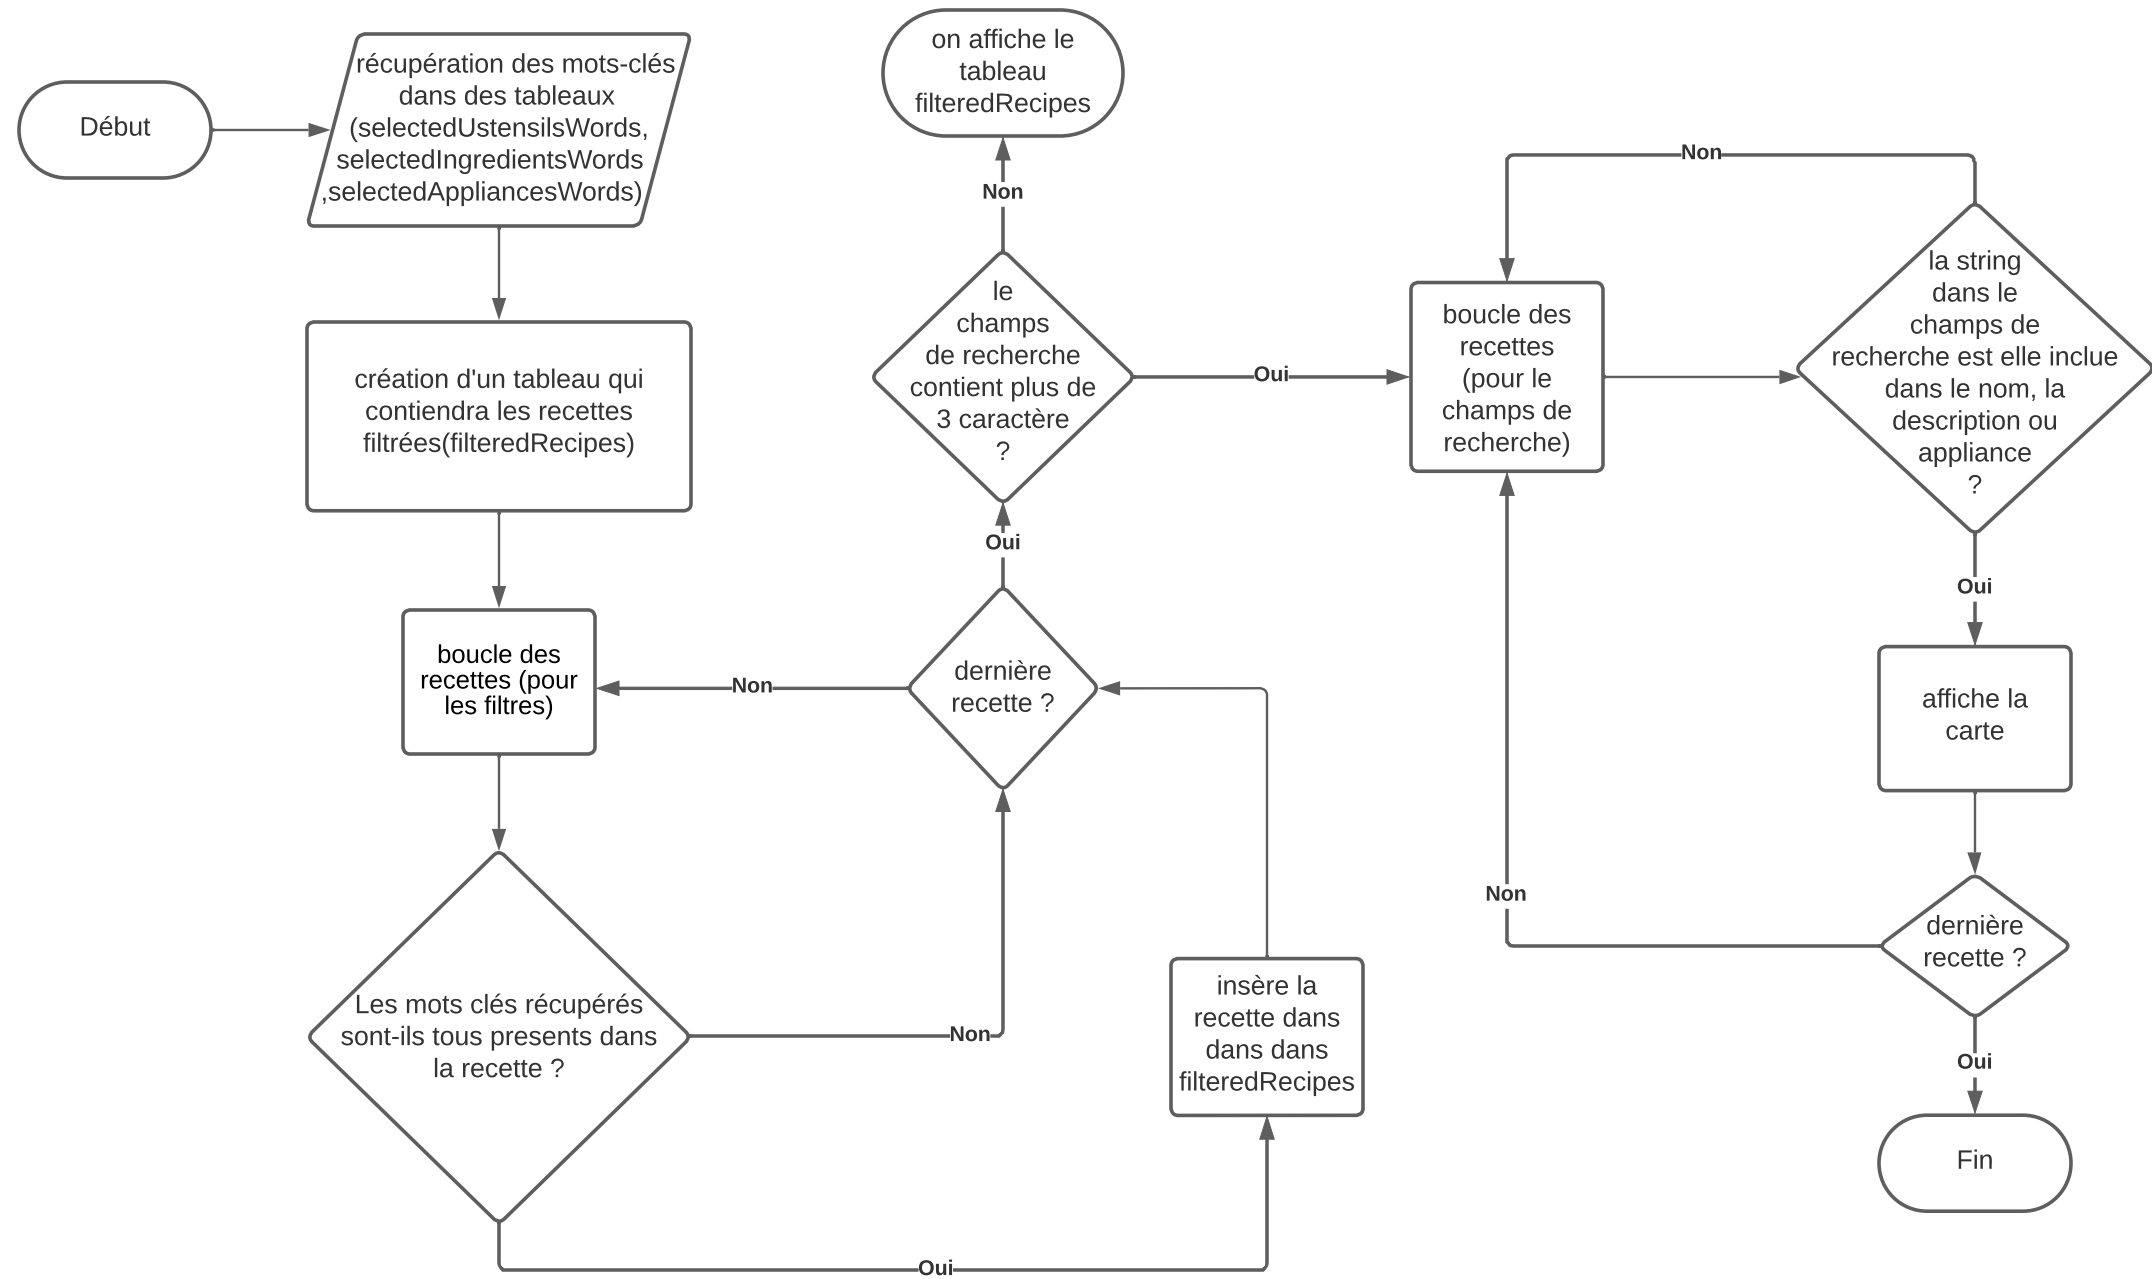 Début
récupération des mots-clés
dans des tableaux
(selectedUstensilsWords,
selectedIngredientsWords
,selectedAppliancesWords)
création d'un tableau qui
contiendra les recettes
filtrées(filteredRecipes)
boucle des
recettes (pour
les filtres)
Les mots clés récupérés
sont-ils tous presents dans
la recette ?
Non
Oui
insère la
recette dans
dans dans
filteredRecipes
dernière
recette ?
Non
Oui
le
champs
de recherche
contient plus de
3 caractère
?
Non
on affiche le
tableau
filteredRecipes
Oui
boucle des
recettes
(pour le
champs de
recherche)
la string
dans le
champs de
recherche est elle inclue
dans le nom, la
description ou
appliance
?
Non
Oui
affiche la
carte
dernière
recette ?
Non
Oui
Fin